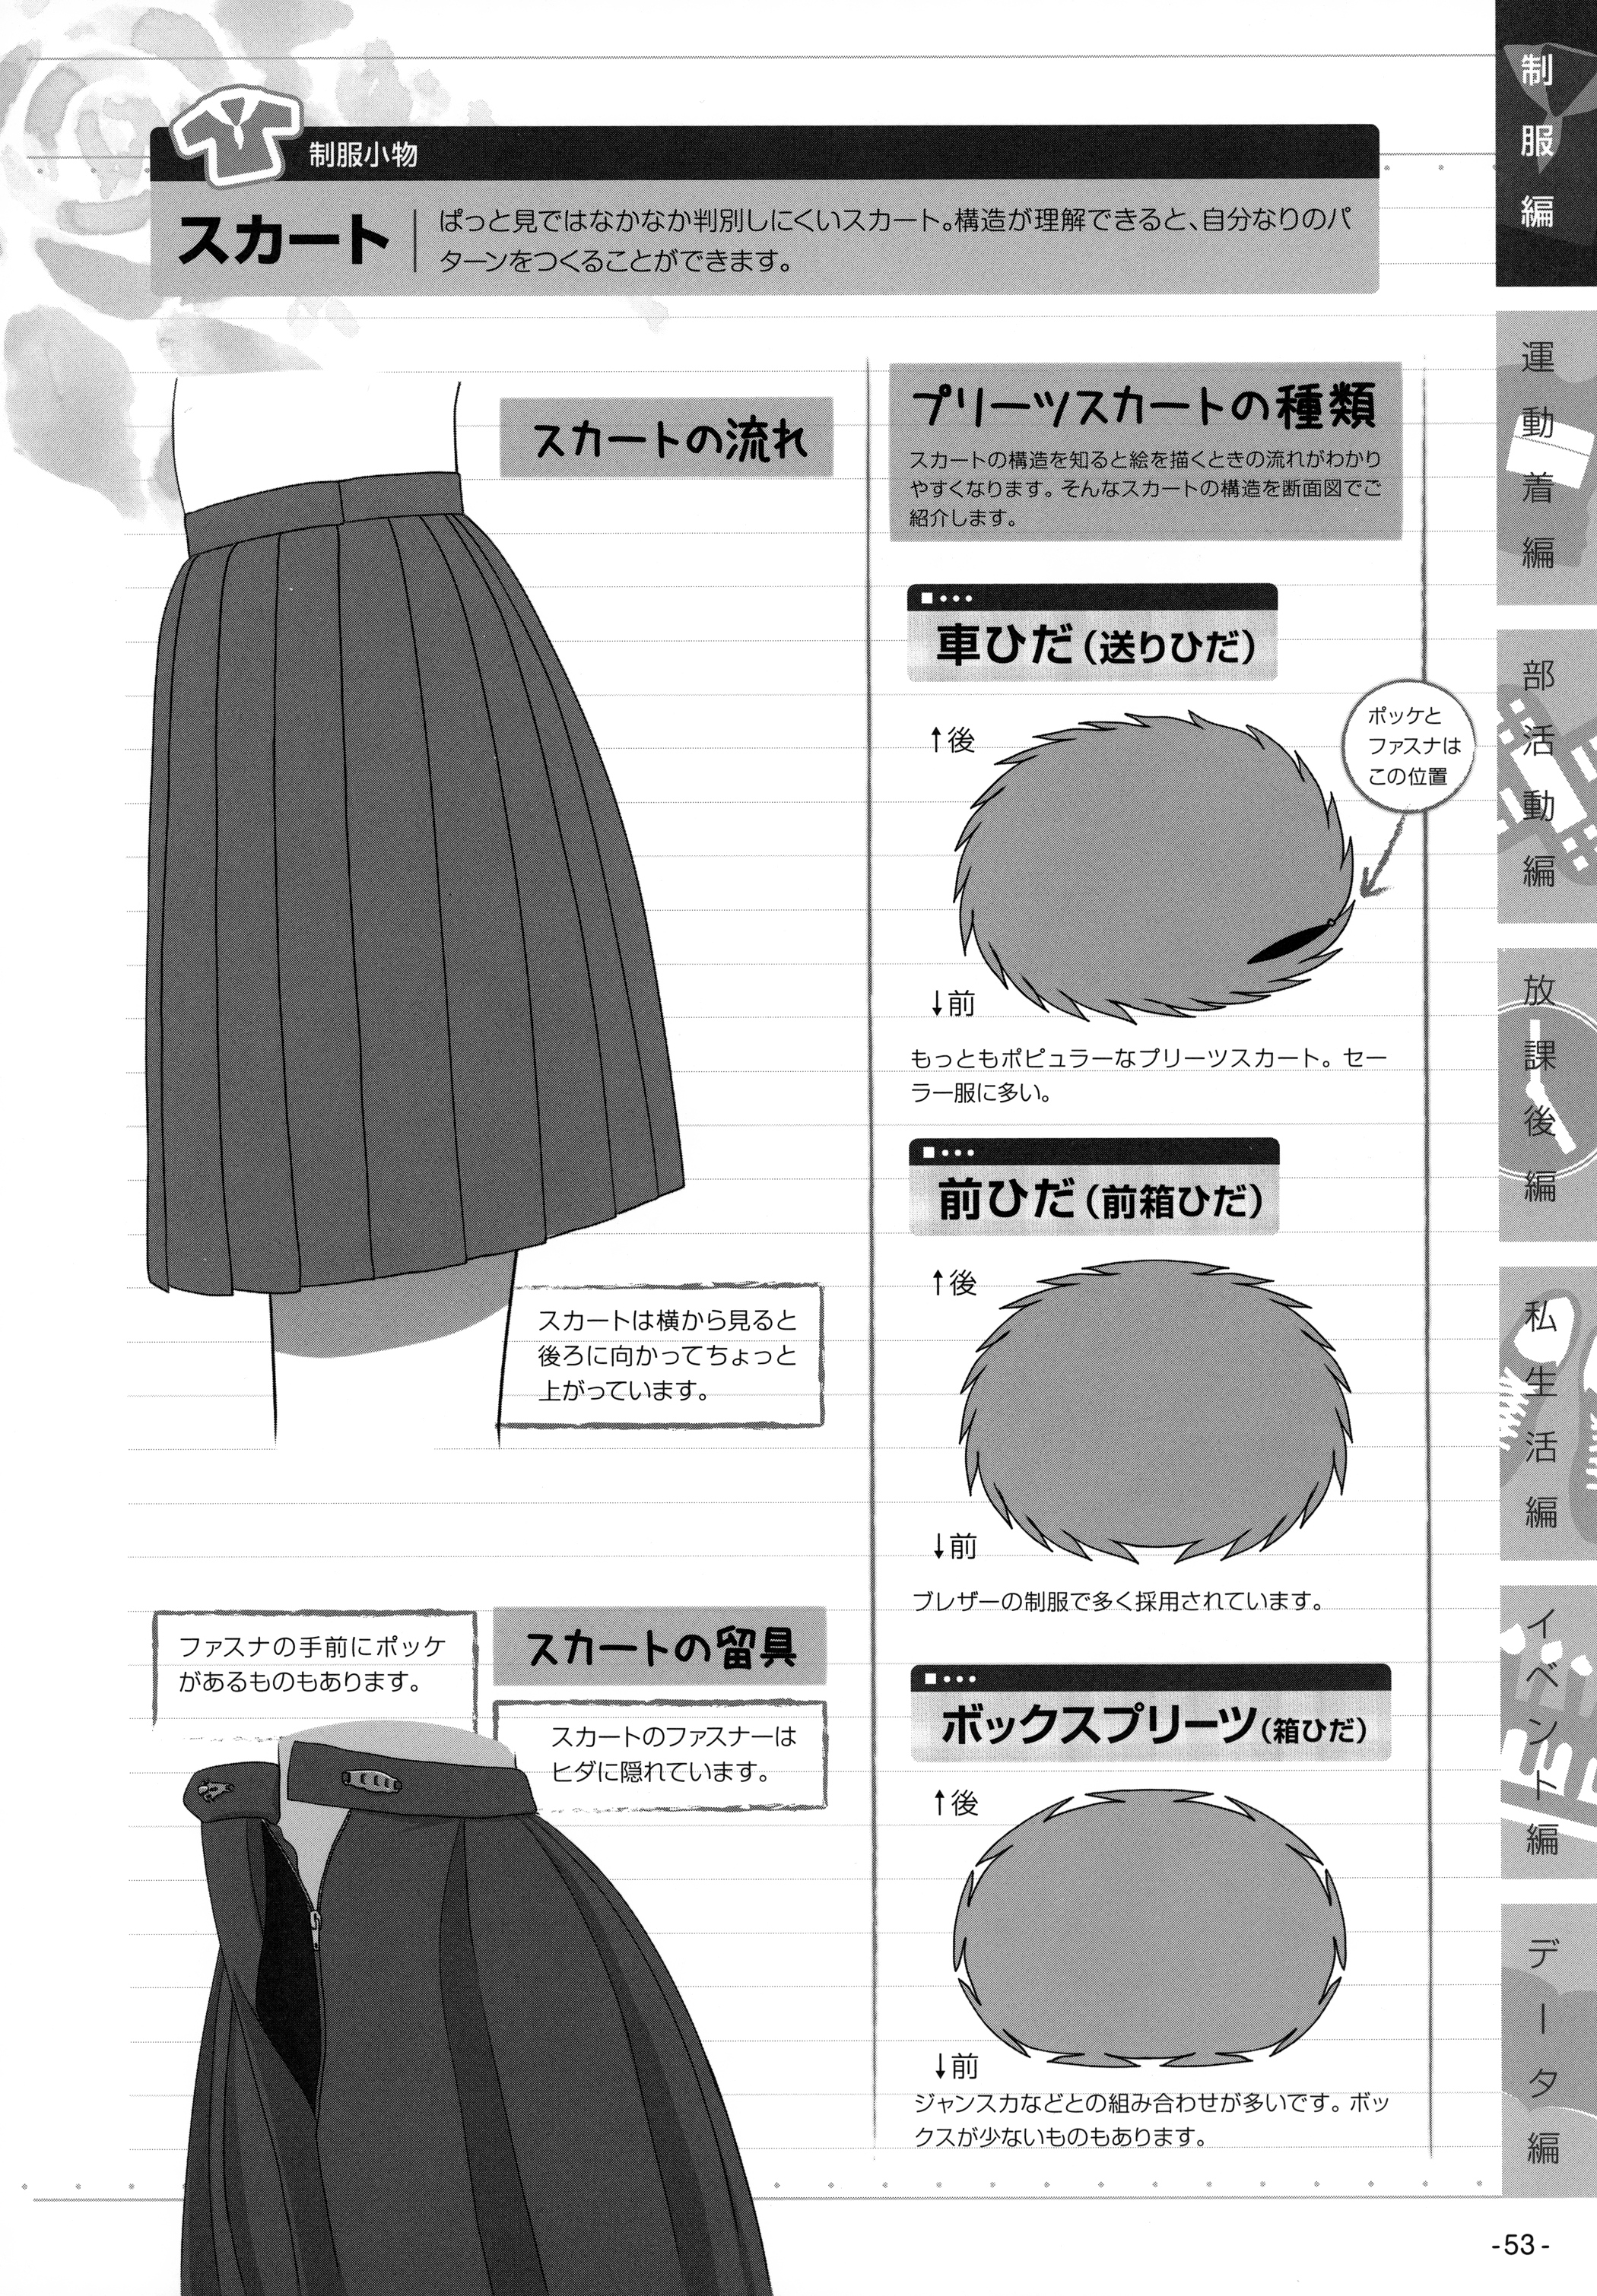 制服小物
スカート
ぱっと見ではなかなか判別しにくいスカート。構造が理解できると、自分なりのパ
ターンをつくることができます。
スカートの流れ
スカートは横から見ると
後ろに向かってちょっと
上がっています。
スカートの留具
ファスナの手前にポッケ
があるものもあります。
スカートのファスナーは
ヒダに隠れています。
プリーツスカートの種類
スカートの構造を知ると絵を描くときの流れがわかり
やすくなります。そんなスカートの構造を断面図でご
紹介します。
車ひだ（送りひだ）
↑後
ポッケと
ファスナは
この位置
↓前
もっともポピュラーなプリーツスカート。セー
ラー服に多い。
前ひだ（前箱ひだ）
↑後
↓前
ブレザーの制服で多く採用されています。
ボックスプリーツ（箱ひだ）
↑後
↓前
ジャンスカなどとの組み合わせが多いです。ボッ
クスが少ないものもあります。
制服編
運動着編
部活動編
放課後編
私生活編
イベント編
データ編
-53-